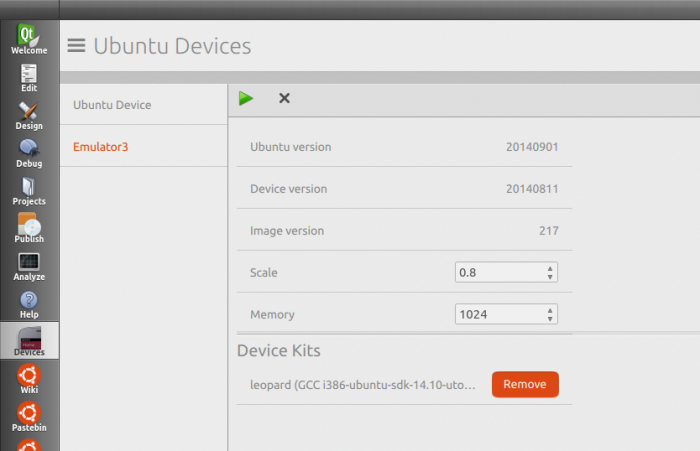 Qt
Welcome
Edit
Design
Debug
Projects
Publish
Analyze
Help
Devices
Wiki
Pastebin
Ubuntu Devices
Ubuntu Device
Emulator3
Ubuntu version 20140901
Device version 20140811
Image version 217
Scale 0.8
Memory 1024
Device Kits
leopard (GCC i386-ubuntu-sdk-14.10-uto... Remove